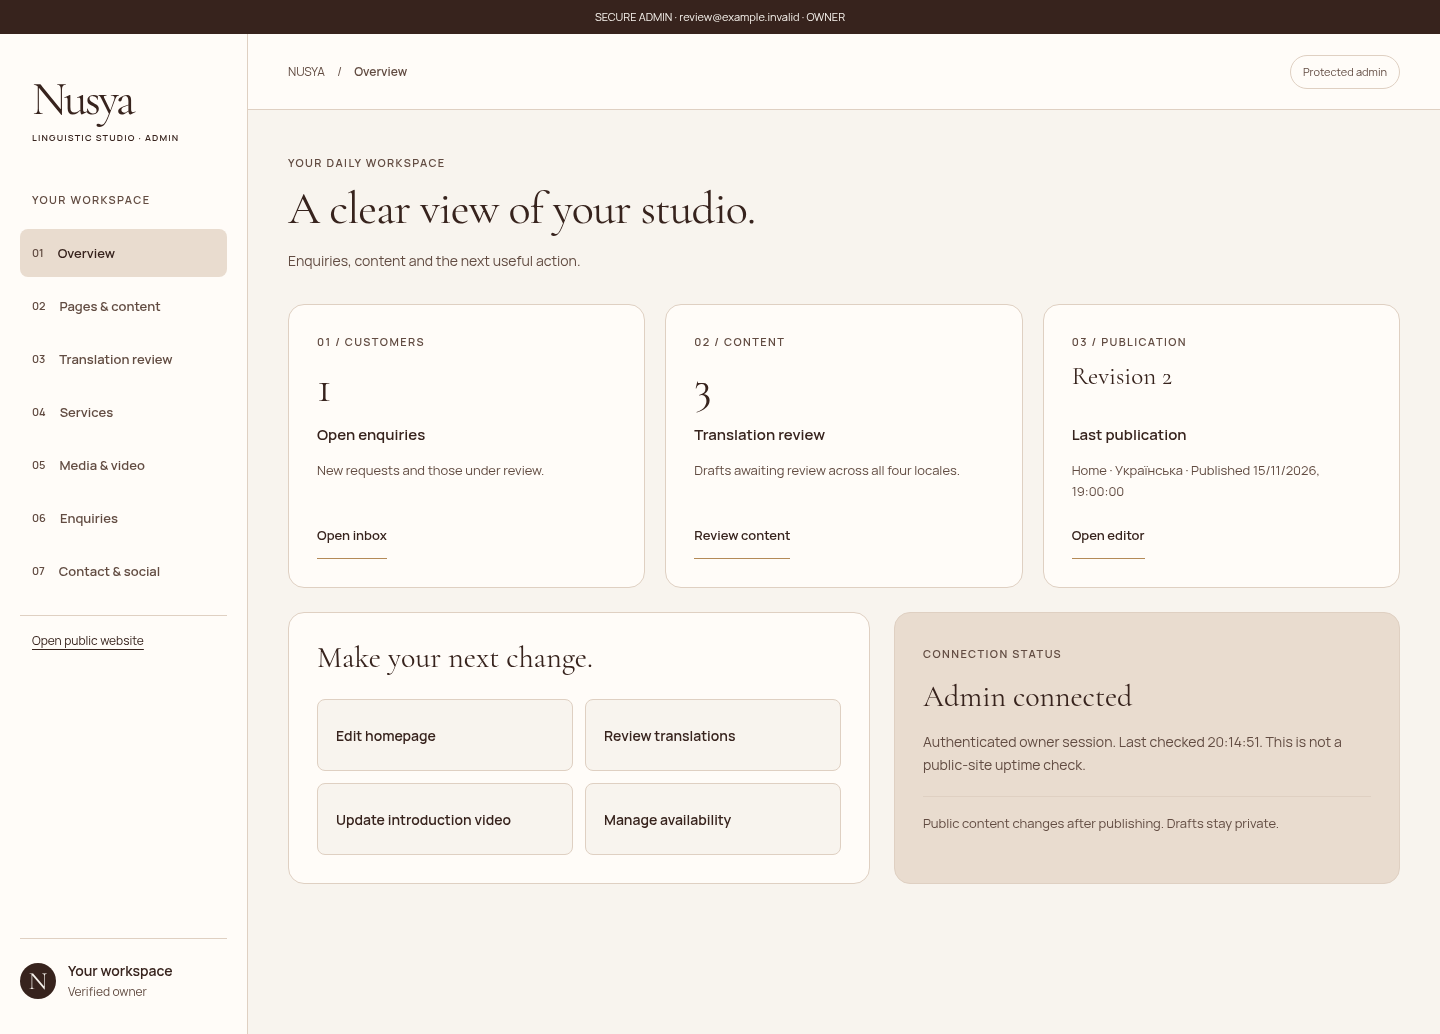 SECURE ADMIN · review@example.invalid · OWNER
Nusya
LINGUISTIC STUDIO · ADMIN
YOUR WORKSPACE
01 Overview
02 Pages & content
03 Translation review
04 Services
05 Media & video
06 Enquiries
07 Contact & social
Open public website
N
Your workspace
Verified owner
NUSYA / Overview
Protected admin
YOUR DAILY WORKSPACE
A clear view of your studio.
Enquiries, content and the next useful action.
01 / CUSTOMERS
1
Open enquiries
New requests and those under review.
Open inbox
02 / CONTENT
3
Translation review
Drafts awaiting review across all four locales.
Review content
03 / PUBLICATION
Revision 2
Last publication
Home · Українська · Published 15/11/2026,
19:00:00
Open editor
Make your next change.
Edit homepage
Review translations
Update introduction video
Manage availability
CONNECTION STATUS
Admin connected
Authenticated owner session. Last checked 20:14:51. This is not a
public-site uptime check.
Public content changes after publishing. Drafts stay private.